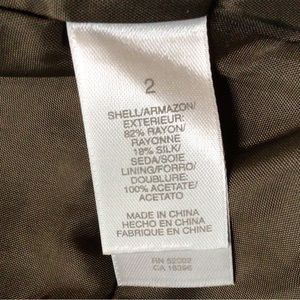 2
SHELL/ARMAZON/
EXTERIEUR:
82% RAYON/
RAYONNE
18% SILK/
SEDA/SOIE
LINING/FORRO/
DOUBLURE:
100% ACETATE/
ACETATO
MADE IN CHINA
HECHO EN CHINA
FABRIQUE EN CHINE
RN 52002
CA 16396